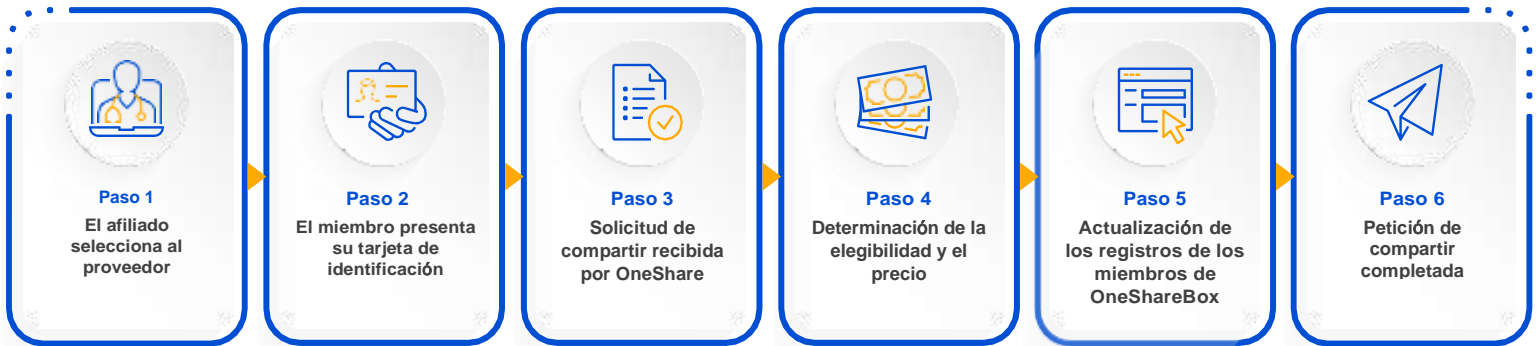 Paso 1
El afiliado
selecciona al
proveedor
Paso 2
El miembro presenta
su tarjeta de
identificación
Paso 3
Solicitud de
compartir recibida
por OneShare
Paso 4
Determinación de la
elegibilidad y el
precio
Paso 5
Actualización de
los registros de los
miembros de
OneShareBox
Paso 6
Petición de
compartir
completada